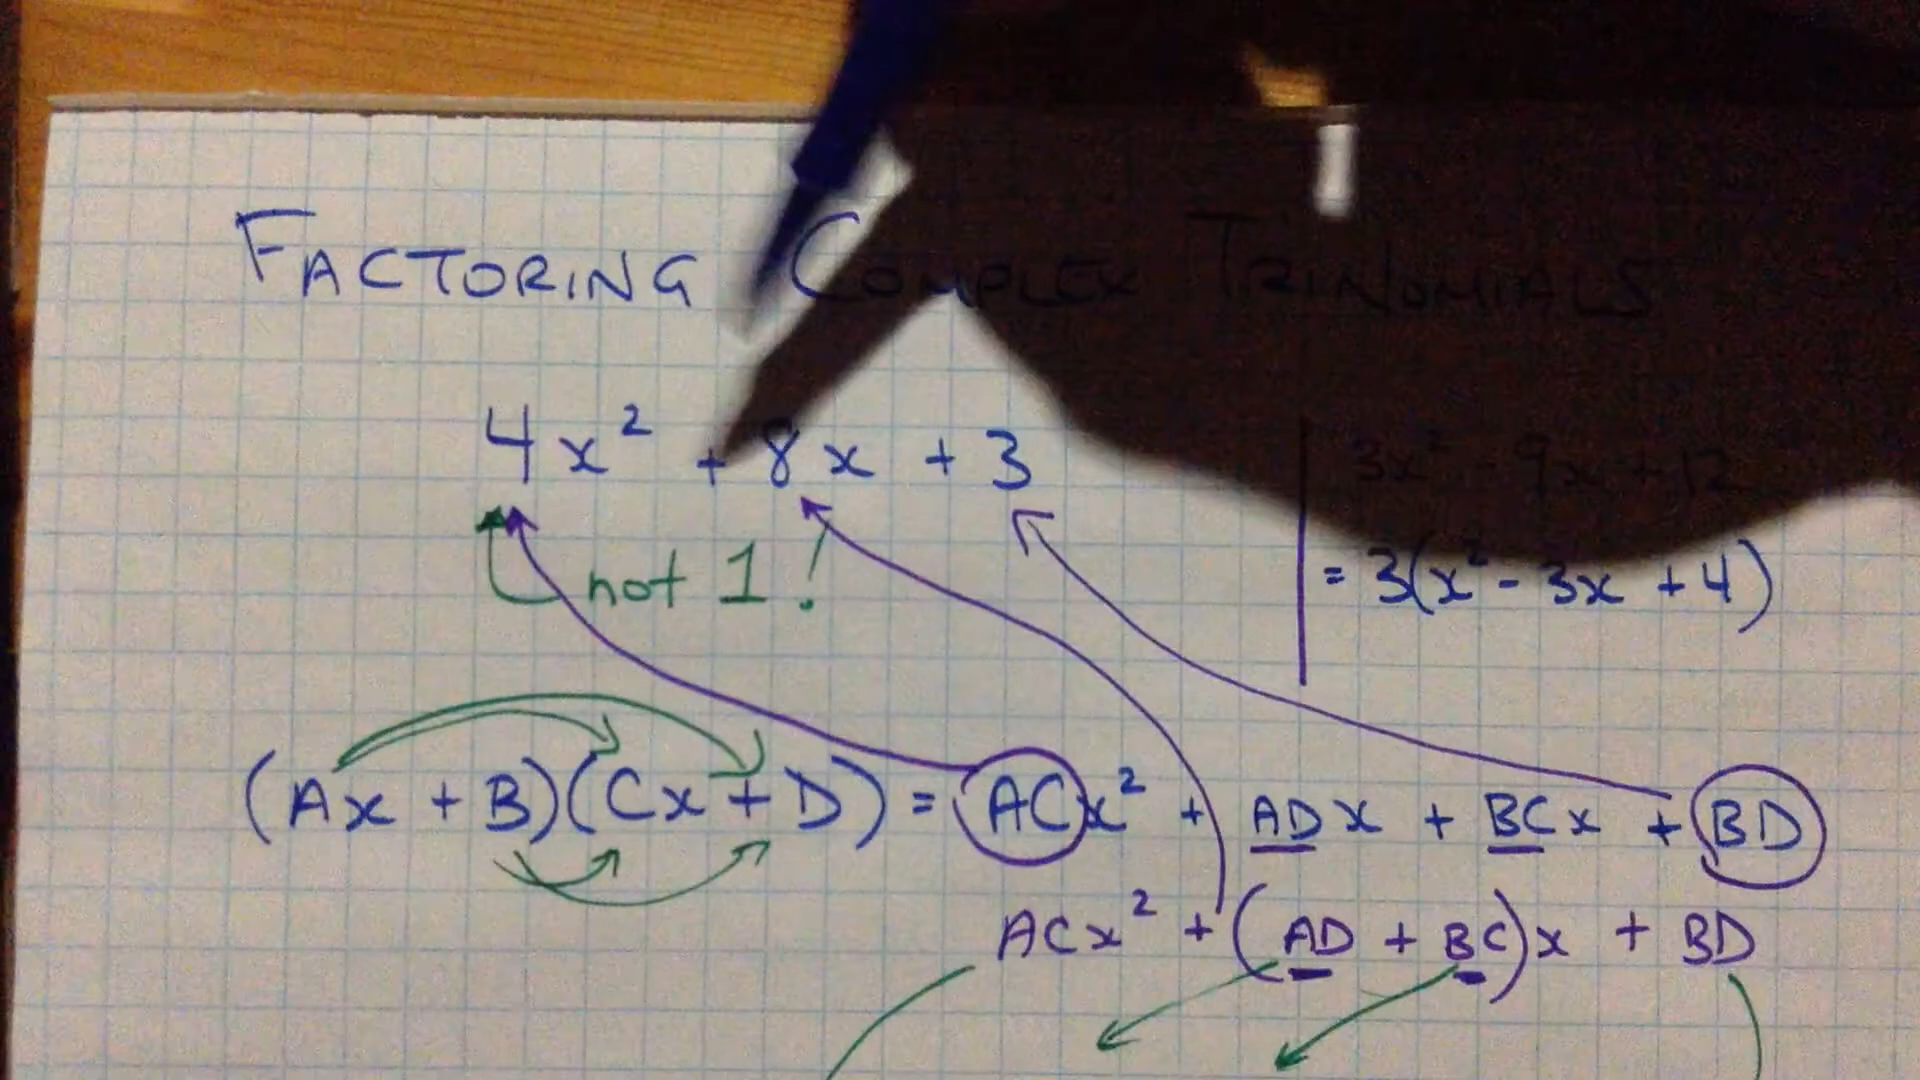 FACTORING COMPLEX TRINOMIALS
4x² + 8x + 3
3x² - 9x + 12
not 1!
= 3(x² - 3x + 4)
(Ax + B)(Cx + D) = ACx² + ADx + BCx + BD
ACx² + (AD + BC)x + BD